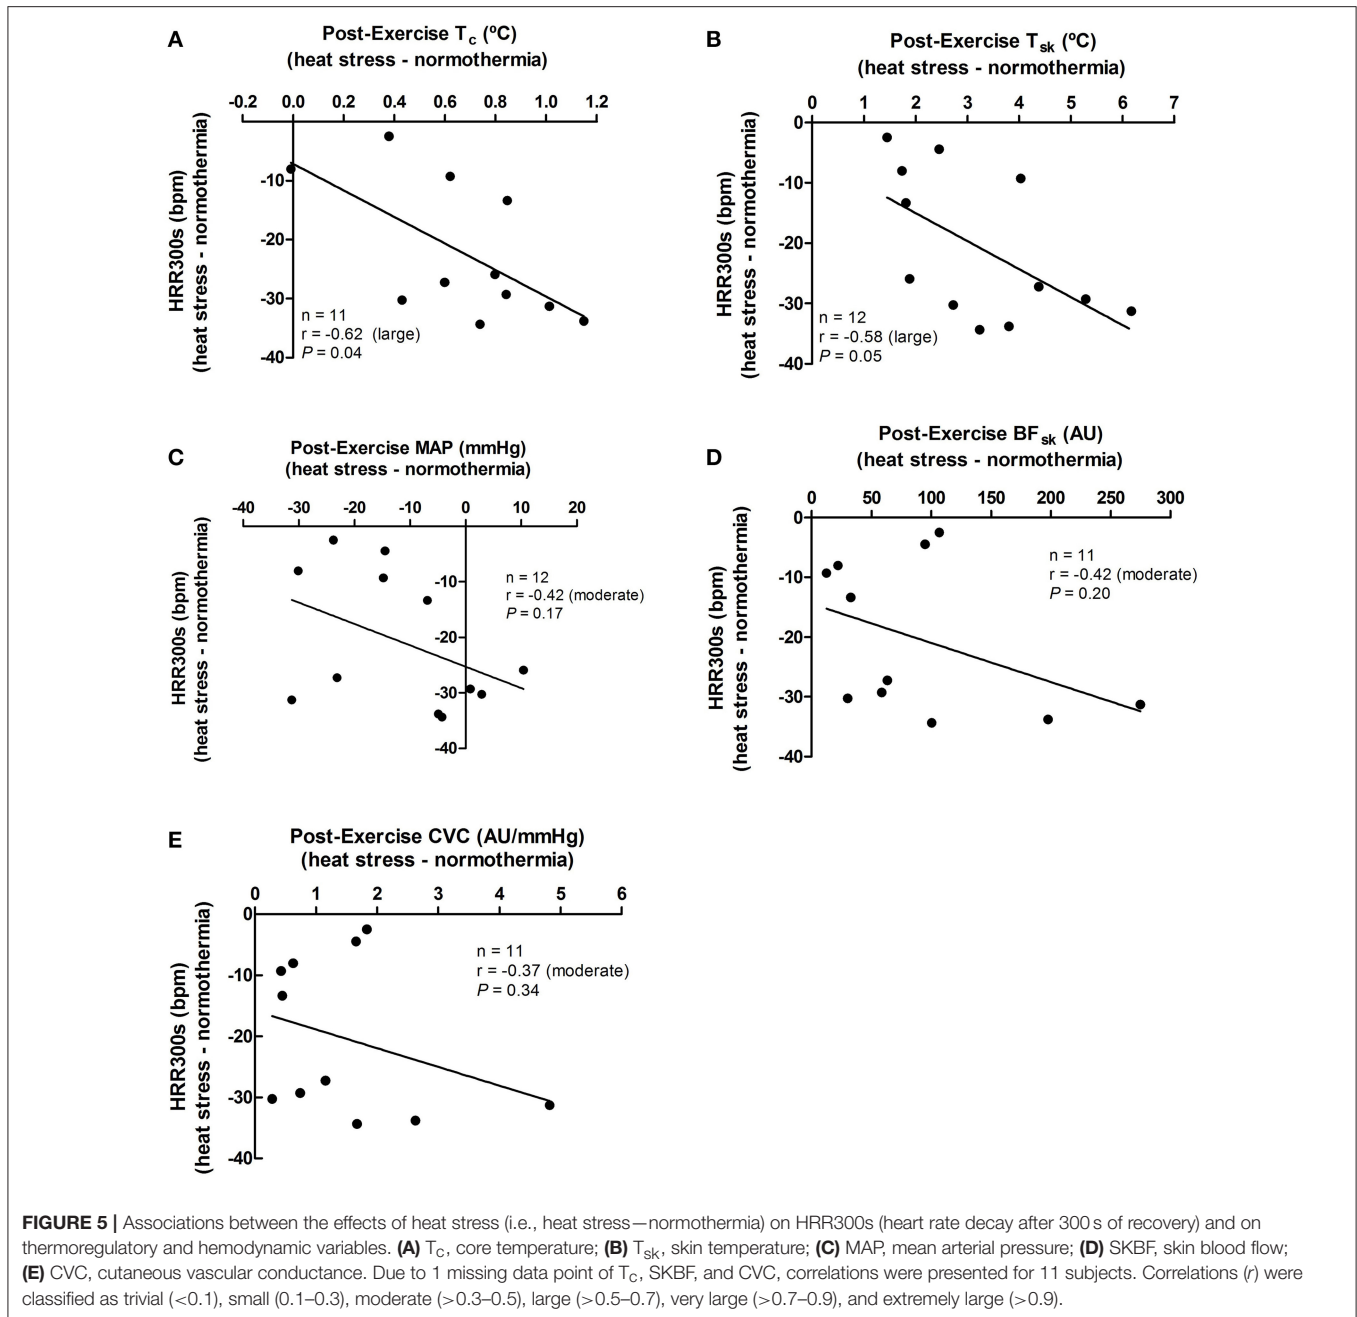 A
Post-Exercise Tc (ºC)
(heat stress - normothermia)
-0.2 0.0 0.2 0.4 0.6 0.8 1.0 1.2
HRR300s (bpm)
(heat stress - normothermia)
-10
-20
-30
-40
n = 11
r = -0.62 (large)
P = 0.04
B
Post-Exercise Tsk (ºC)
(heat stress - normothermia)
0 1 2 3 4 5 6 7
HRR300s (bpm)
(heat stress - normothermia)
0
-10
-20
-30
-40
n = 12
r = -0.58 (large)
P = 0.05
C
Post-Exercise MAP (mmHg)
(heat stress - normothermia)
-40 -30 -20 -10 0 10 20
HRR300s (bpm)
(heat stress - normothermia)
-10
-20
-30
-40
n = 12
r = -0.42 (moderate)
P = 0.17
D
Post-Exercise BFsk (AU)
(heat stress - normothermia)
0 50 100 150 200 250 300
HRR300s (bpm)
(heat stress - normothermia)
0
-10
-20
-30
-40
n = 11
r = -0.42 (moderate)
P = 0.20
E
Post-Exercise CVC (AU/mmHg)
(heat stress - normothermia)
0 1 2 3 4 5 6
HRR300s (bpm)
(heat stress - normothermia)
0
-10
-20
-30
-40
n = 11
r = -0.37 (moderate)
P = 0.34
FIGURE 5 | Associations between the effects of heat stress (i.e., heat stress—normothermia) on HRR300s (heart rate decay after 300 s of recovery) and on
thermoregulatory and hemodynamic variables. (A) TC, core temperature; (B) Tsk, skin temperature; (C) MAP, mean arterial pressure; (D) SKBF, skin blood flow;
(E) CVC, cutaneous vascular conductance. Due to 1 missing data point of TC, SKBF, and CVC, correlations were presented for 11 subjects. Correlations (r) were
classified as trivial (<0.1), small (0.1–0.3), moderate (>0.3–0.5), large (>0.5–0.7), very large (>0.7–0.9), and extremely large (>0.9).